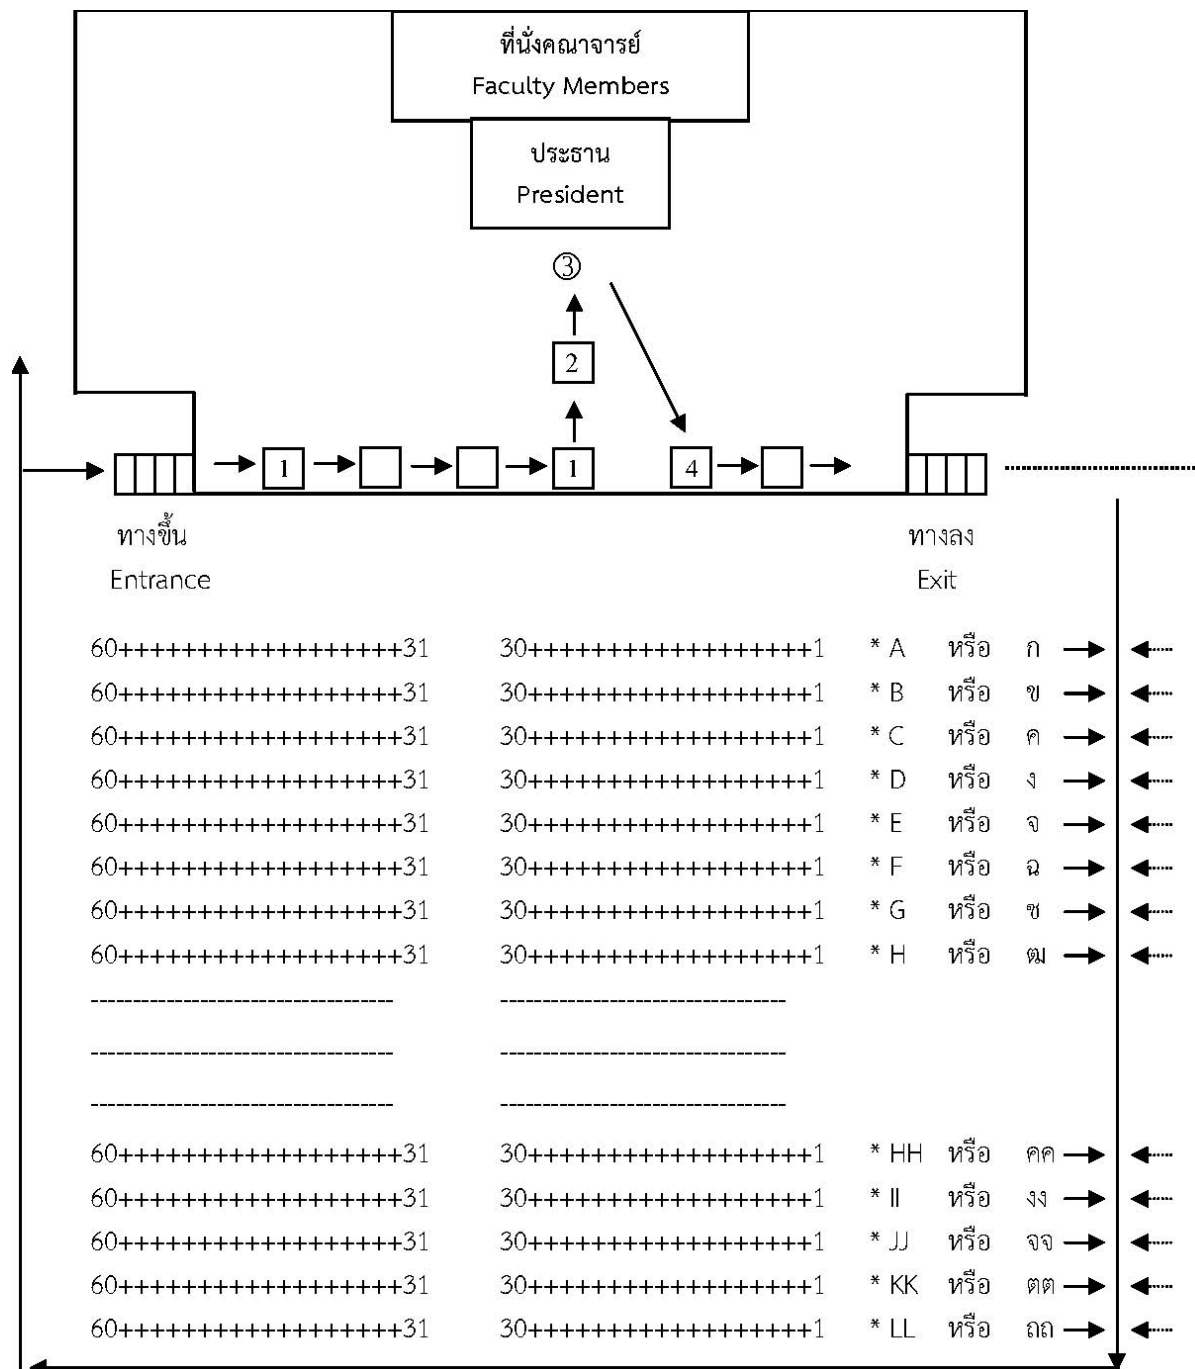 ที่นั่งคณาจารย์
Faculty Members
ประธาน
President
3
2
1 1 4
ทางขึ้น ทางลง
Entrance Exit
60++++++++++++++++++31 30++++++++++++++++++1 * A หรือ ก
60++++++++++++++++++31 30++++++++++++++++++1 * B หรือ ข
60++++++++++++++++++31 30++++++++++++++++++1 * C หรือ ค
60++++++++++++++++++31 30++++++++++++++++++1 * D หรือ ง
60++++++++++++++++++31 30++++++++++++++++++1 * E หรือ จ
60++++++++++++++++++31 30++++++++++++++++++1 * F หรือ ฉ
60++++++++++++++++++31 30++++++++++++++++++1 * G หรือ ช
60++++++++++++++++++31 30++++++++++++++++++1 * H หรือ ฒ
60++++++++++++++++++31 30++++++++++++++++++1 * HH หรือ คค
60++++++++++++++++++31 30++++++++++++++++++1 * II หรือ งง
60++++++++++++++++++31 30++++++++++++++++++1 * JJ หรือ จจ
60++++++++++++++++++31 30++++++++++++++++++1 * KK หรือ ตต
60++++++++++++++++++31 30++++++++++++++++++1 * LL หรือ ถถ